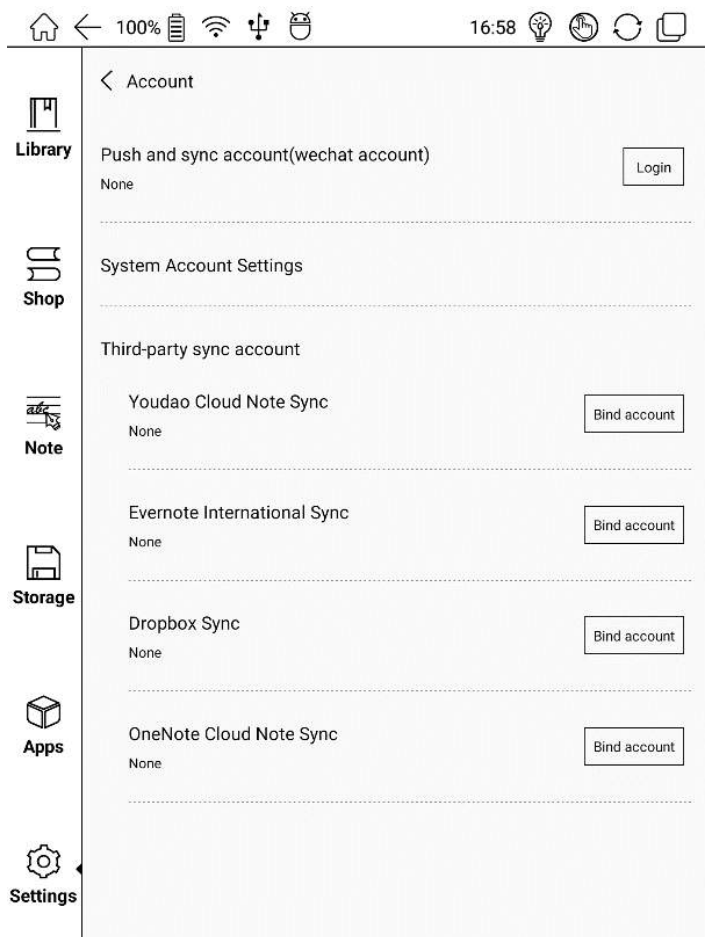 100%
16:58
Account
Library
Push and sync account(wechat account)
None
Login
System Account Settings
Shop
Third-party sync account
Youdao Cloud Note Sync
None
Bind account
abc
Note
Evernote International Sync
None
Bind account
Storage
Dropbox Sync
None
Bind account
Apps
OneNote Cloud Note Sync
None
Bind account
Settings